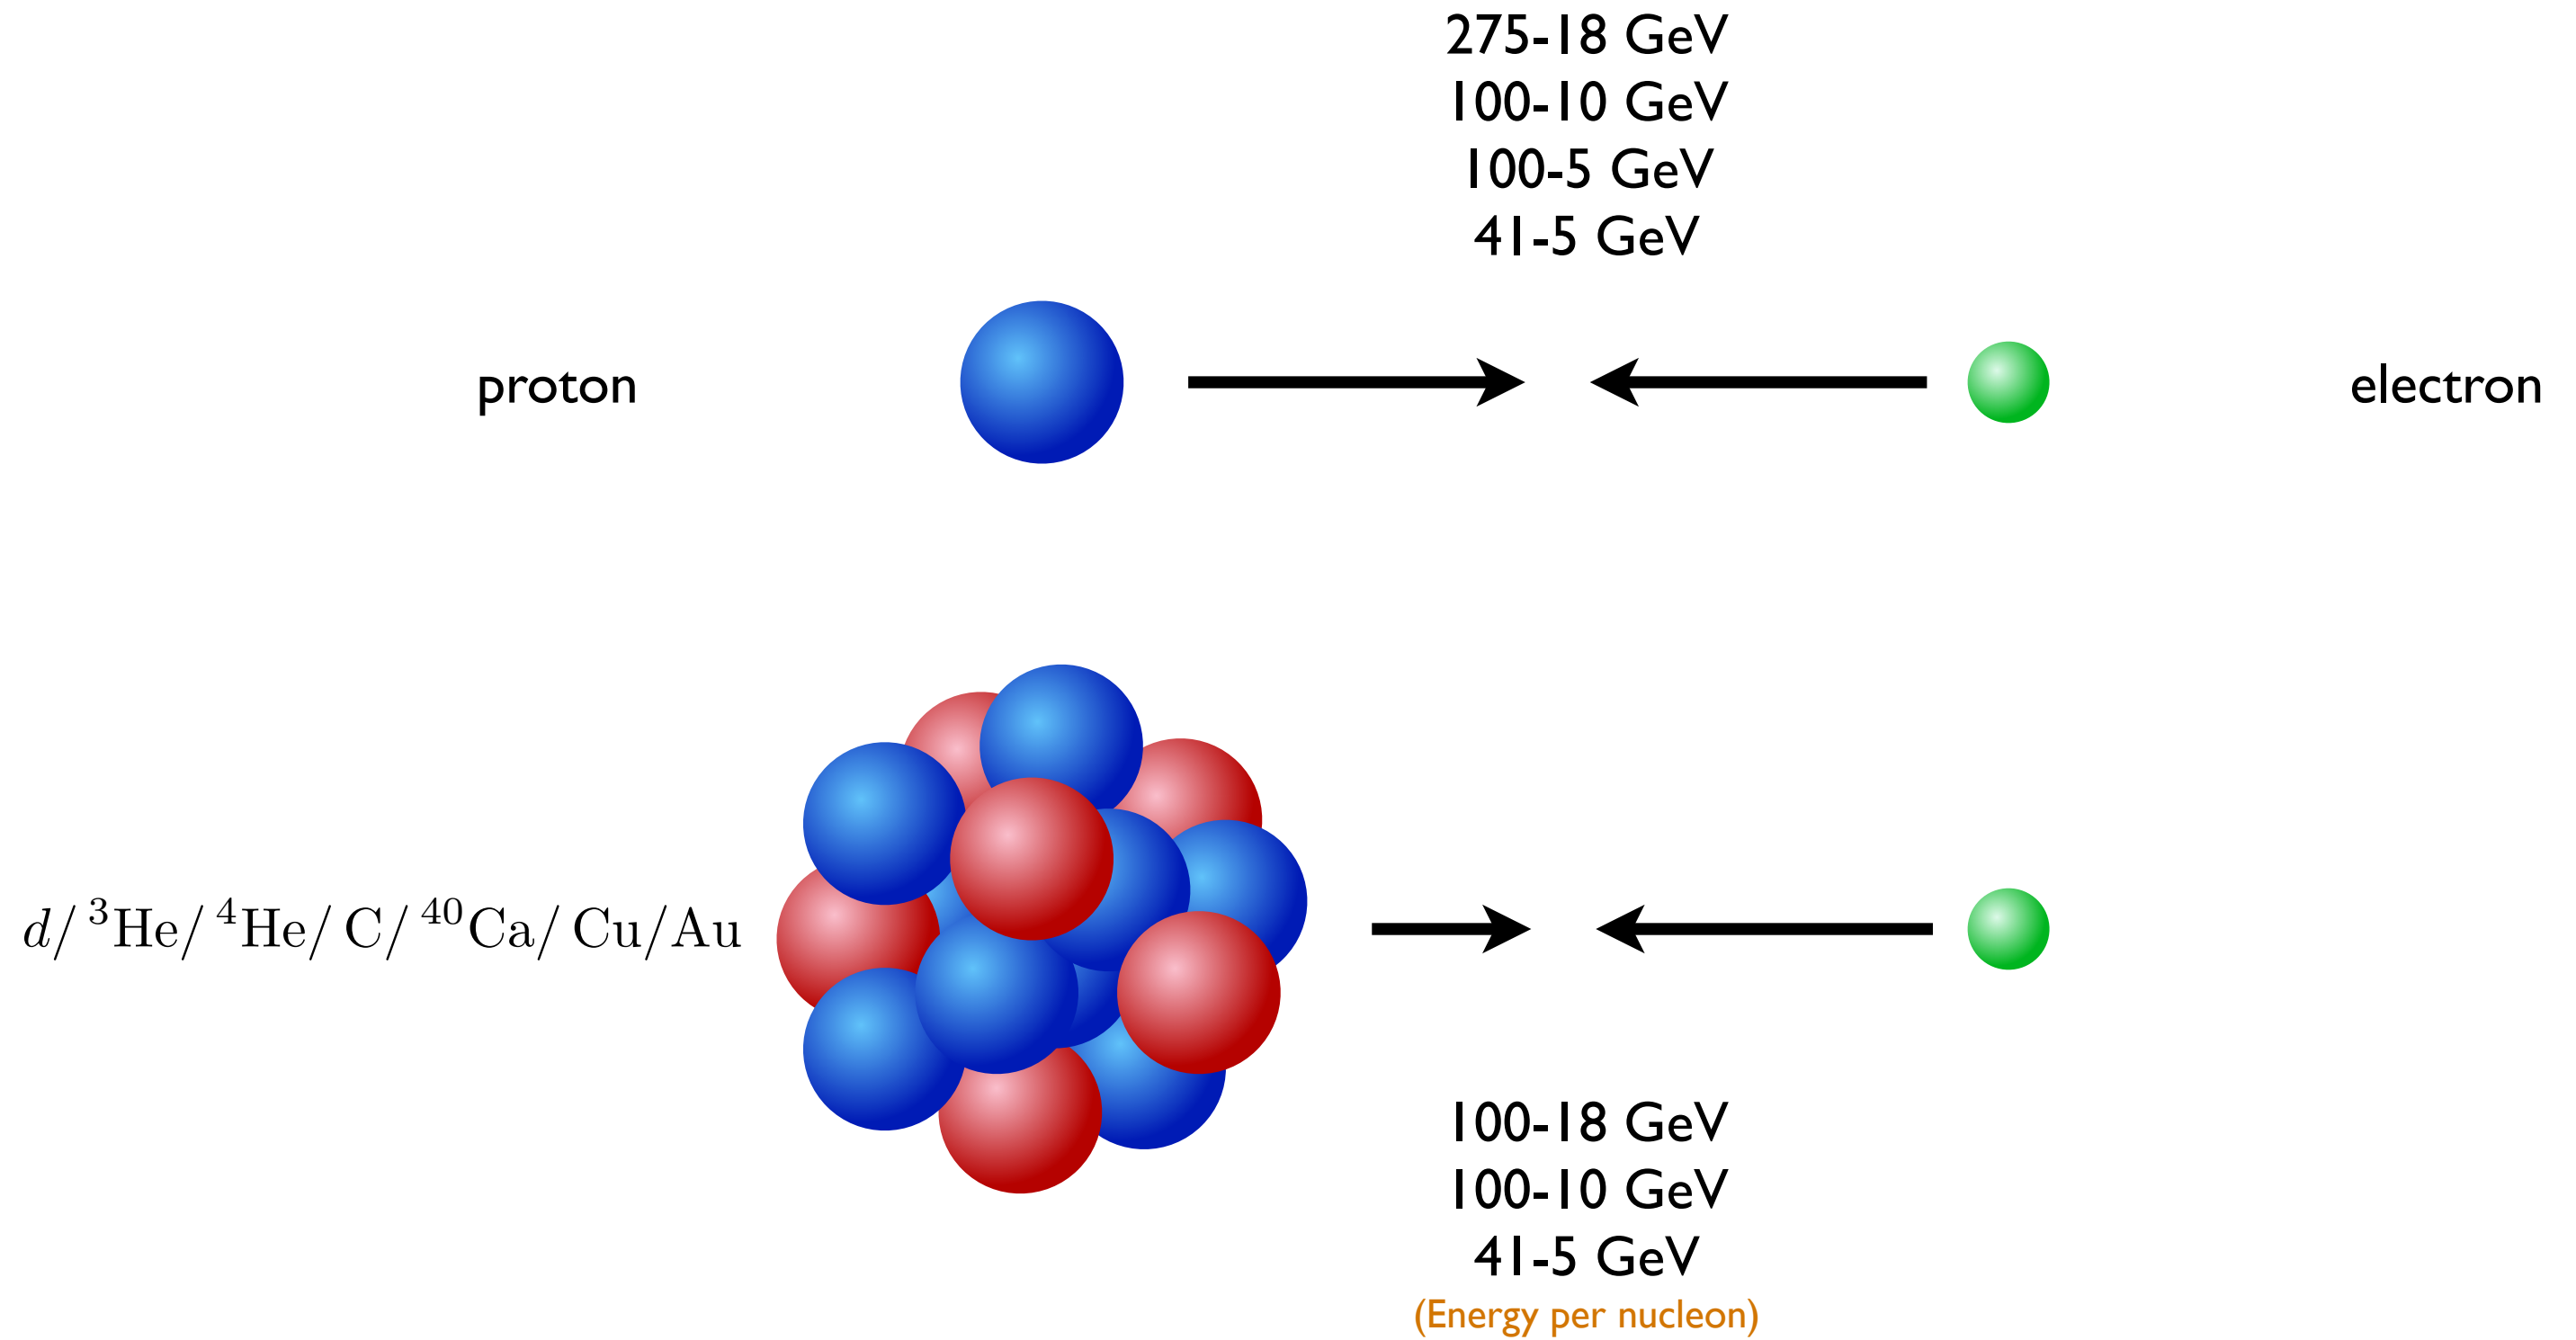 275-18 GeV
100-10 GeV
100-5 GeV
41-5 GeV
proton
electron
d/ ³He/ ⁴He/ C/ ⁴⁰Ca/ Cu/Au
100-18 GeV
100-10 GeV
41-5 GeV
(Energy per nucleon)